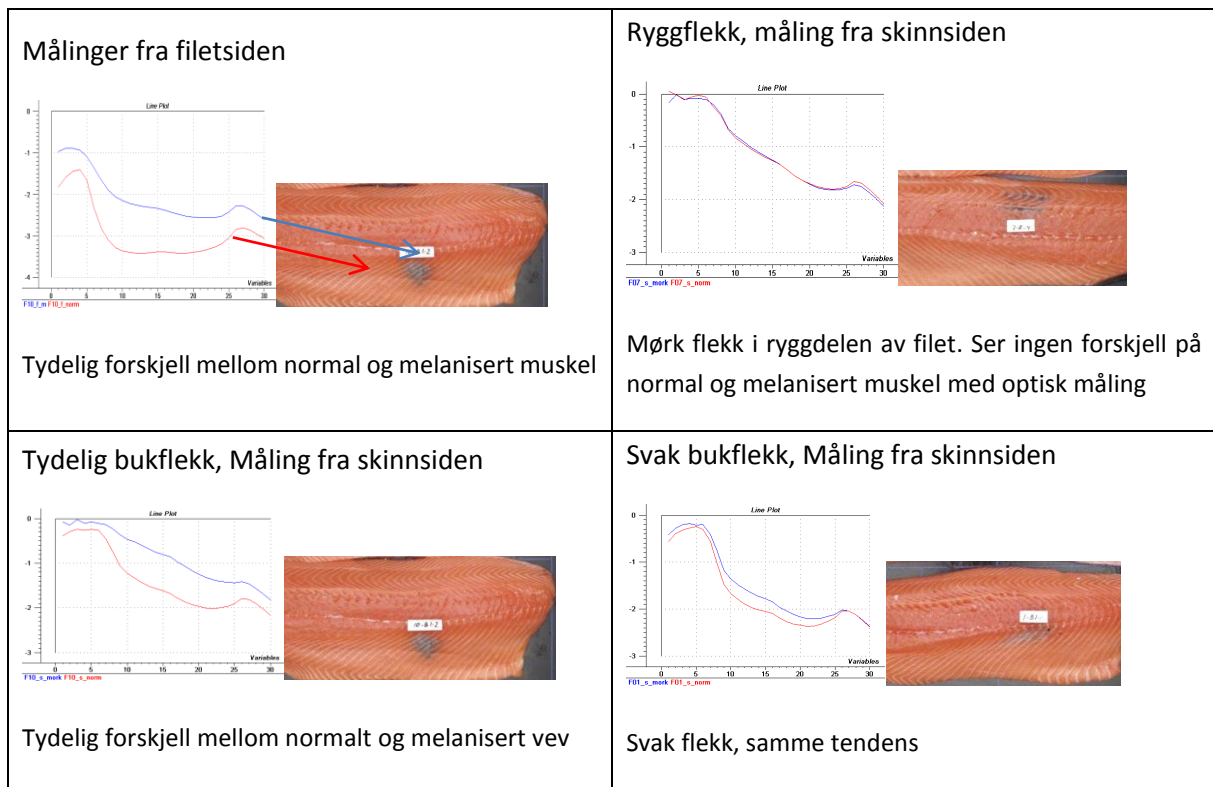 Målinger fra filetsiden
Line Plot
0
-1
-2
-3
-4
Variables
0 5 10 15 20 25 30
F10_f_m F10_f_norm
Tydelig forskjell mellom normal og melanisert muskel
Ryggflekk, måling fra skinnsiden
Line Plot
0
-1
-2
-3
Variables
0 5 10 15 20 25 30
F07_s_mork F07_s_norm
Mørk flekk i ryggdelen av filet. Ser ingen forskjell på
normal og melanisert muskel med optisk måling
Tydelig bukflekk, Måling fra skinnsiden
Line Plot
0
-1
-2
-3
Variables
0 5 10 15 20 25 30
F10_s_mork F10_s_norm
10-B1-2
Tydelig forskjell mellom normalt og melanisert vev
Svak bukflekk, Måling fra skinnsiden
Line Plot
0
-1
-2
-3
Variables
0 5 10 15 20 25 30
F01_s_mork F01_s_norm
Svak flekk, samme tendens